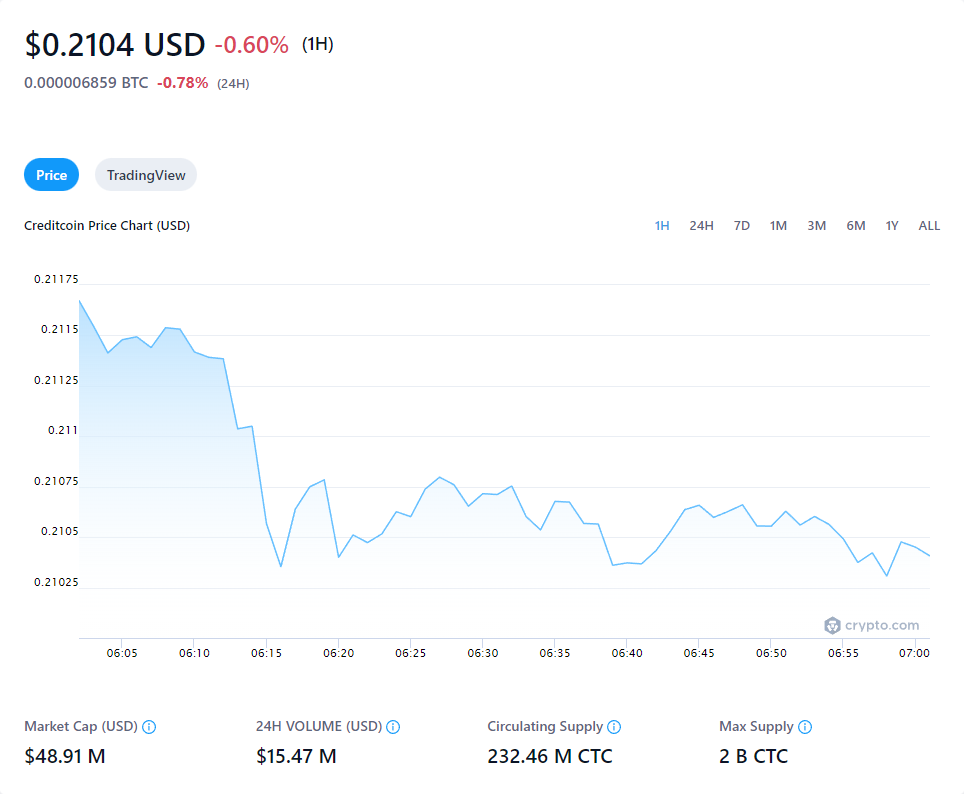 $0.2104 USD -0.60% (1H)
0.000006859 BTC -0.78% (24H)
Price TradingView
Creditcoin Price Chart (USD) 1H 24H 7D 1M 3M 6M 1Y ALL
0.21175
0.2115
0.21125
0.211
0.21075
0.2105
0.21025
crypto.com
06:05 06:10 06:15 06:20 06:25 06:30 06:35 06:40 06:45 06:50 06:55 07:00
Market Cap (USD) 24H VOLUME (USD) Circulating Supply Max Supply
$48.91 M $15.47 M 232.46 M CTC 2 B CTC